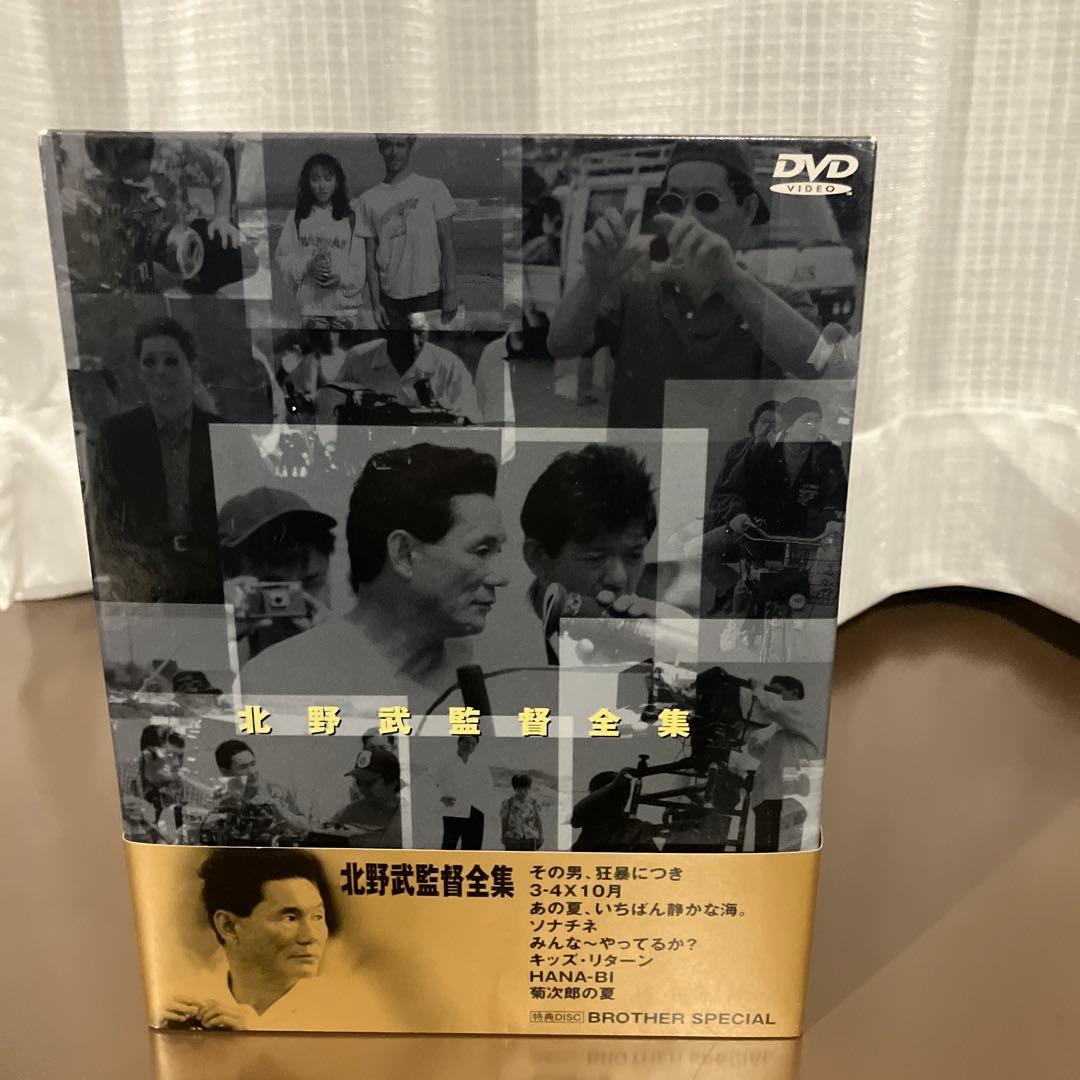 DVD
VIDEO
北野武監督全集
北野武監督全集
その男、狂暴につき
3-4X10月
あの夏、いちばん静かな海。
ソナチネ
みんな〜やってるか?
キッズ・リターン
HANA-BI
菊次郎の夏
特典DISC BROTHER SPECIAL